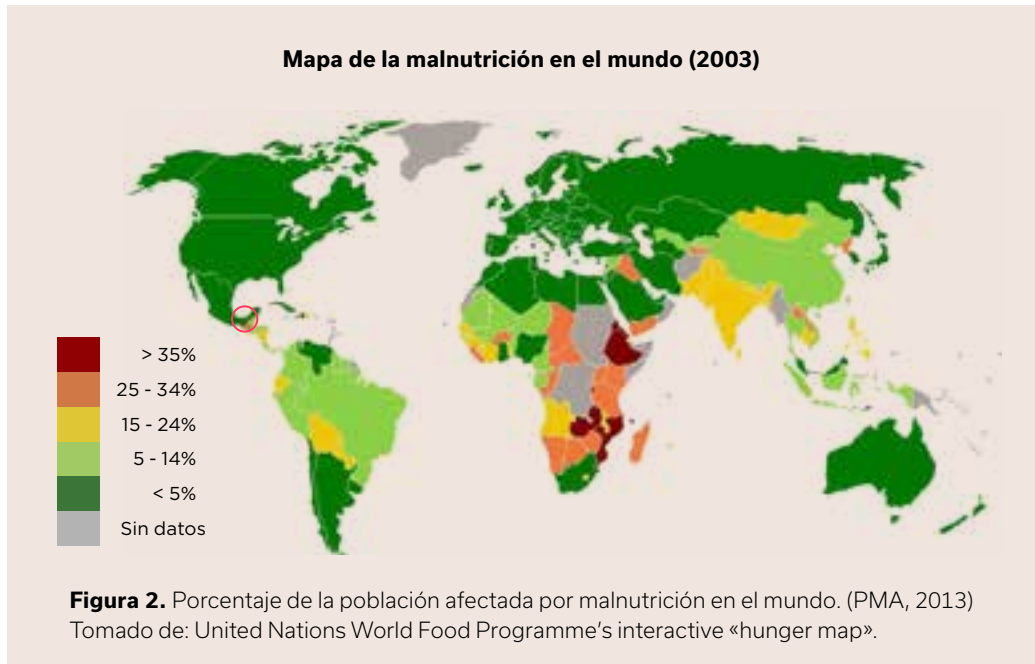 Mapa de la malnutrición en el mundo (2003)
> 35%
25 - 34%
15 - 24%
5 - 14%
< 5%
Sin datos
Figura 2. Porcentaje de la población afectada por malnutrición en el mundo. (PMA, 2013)
Tomado de: United Nations World Food Programme’s interactive «hunger map».